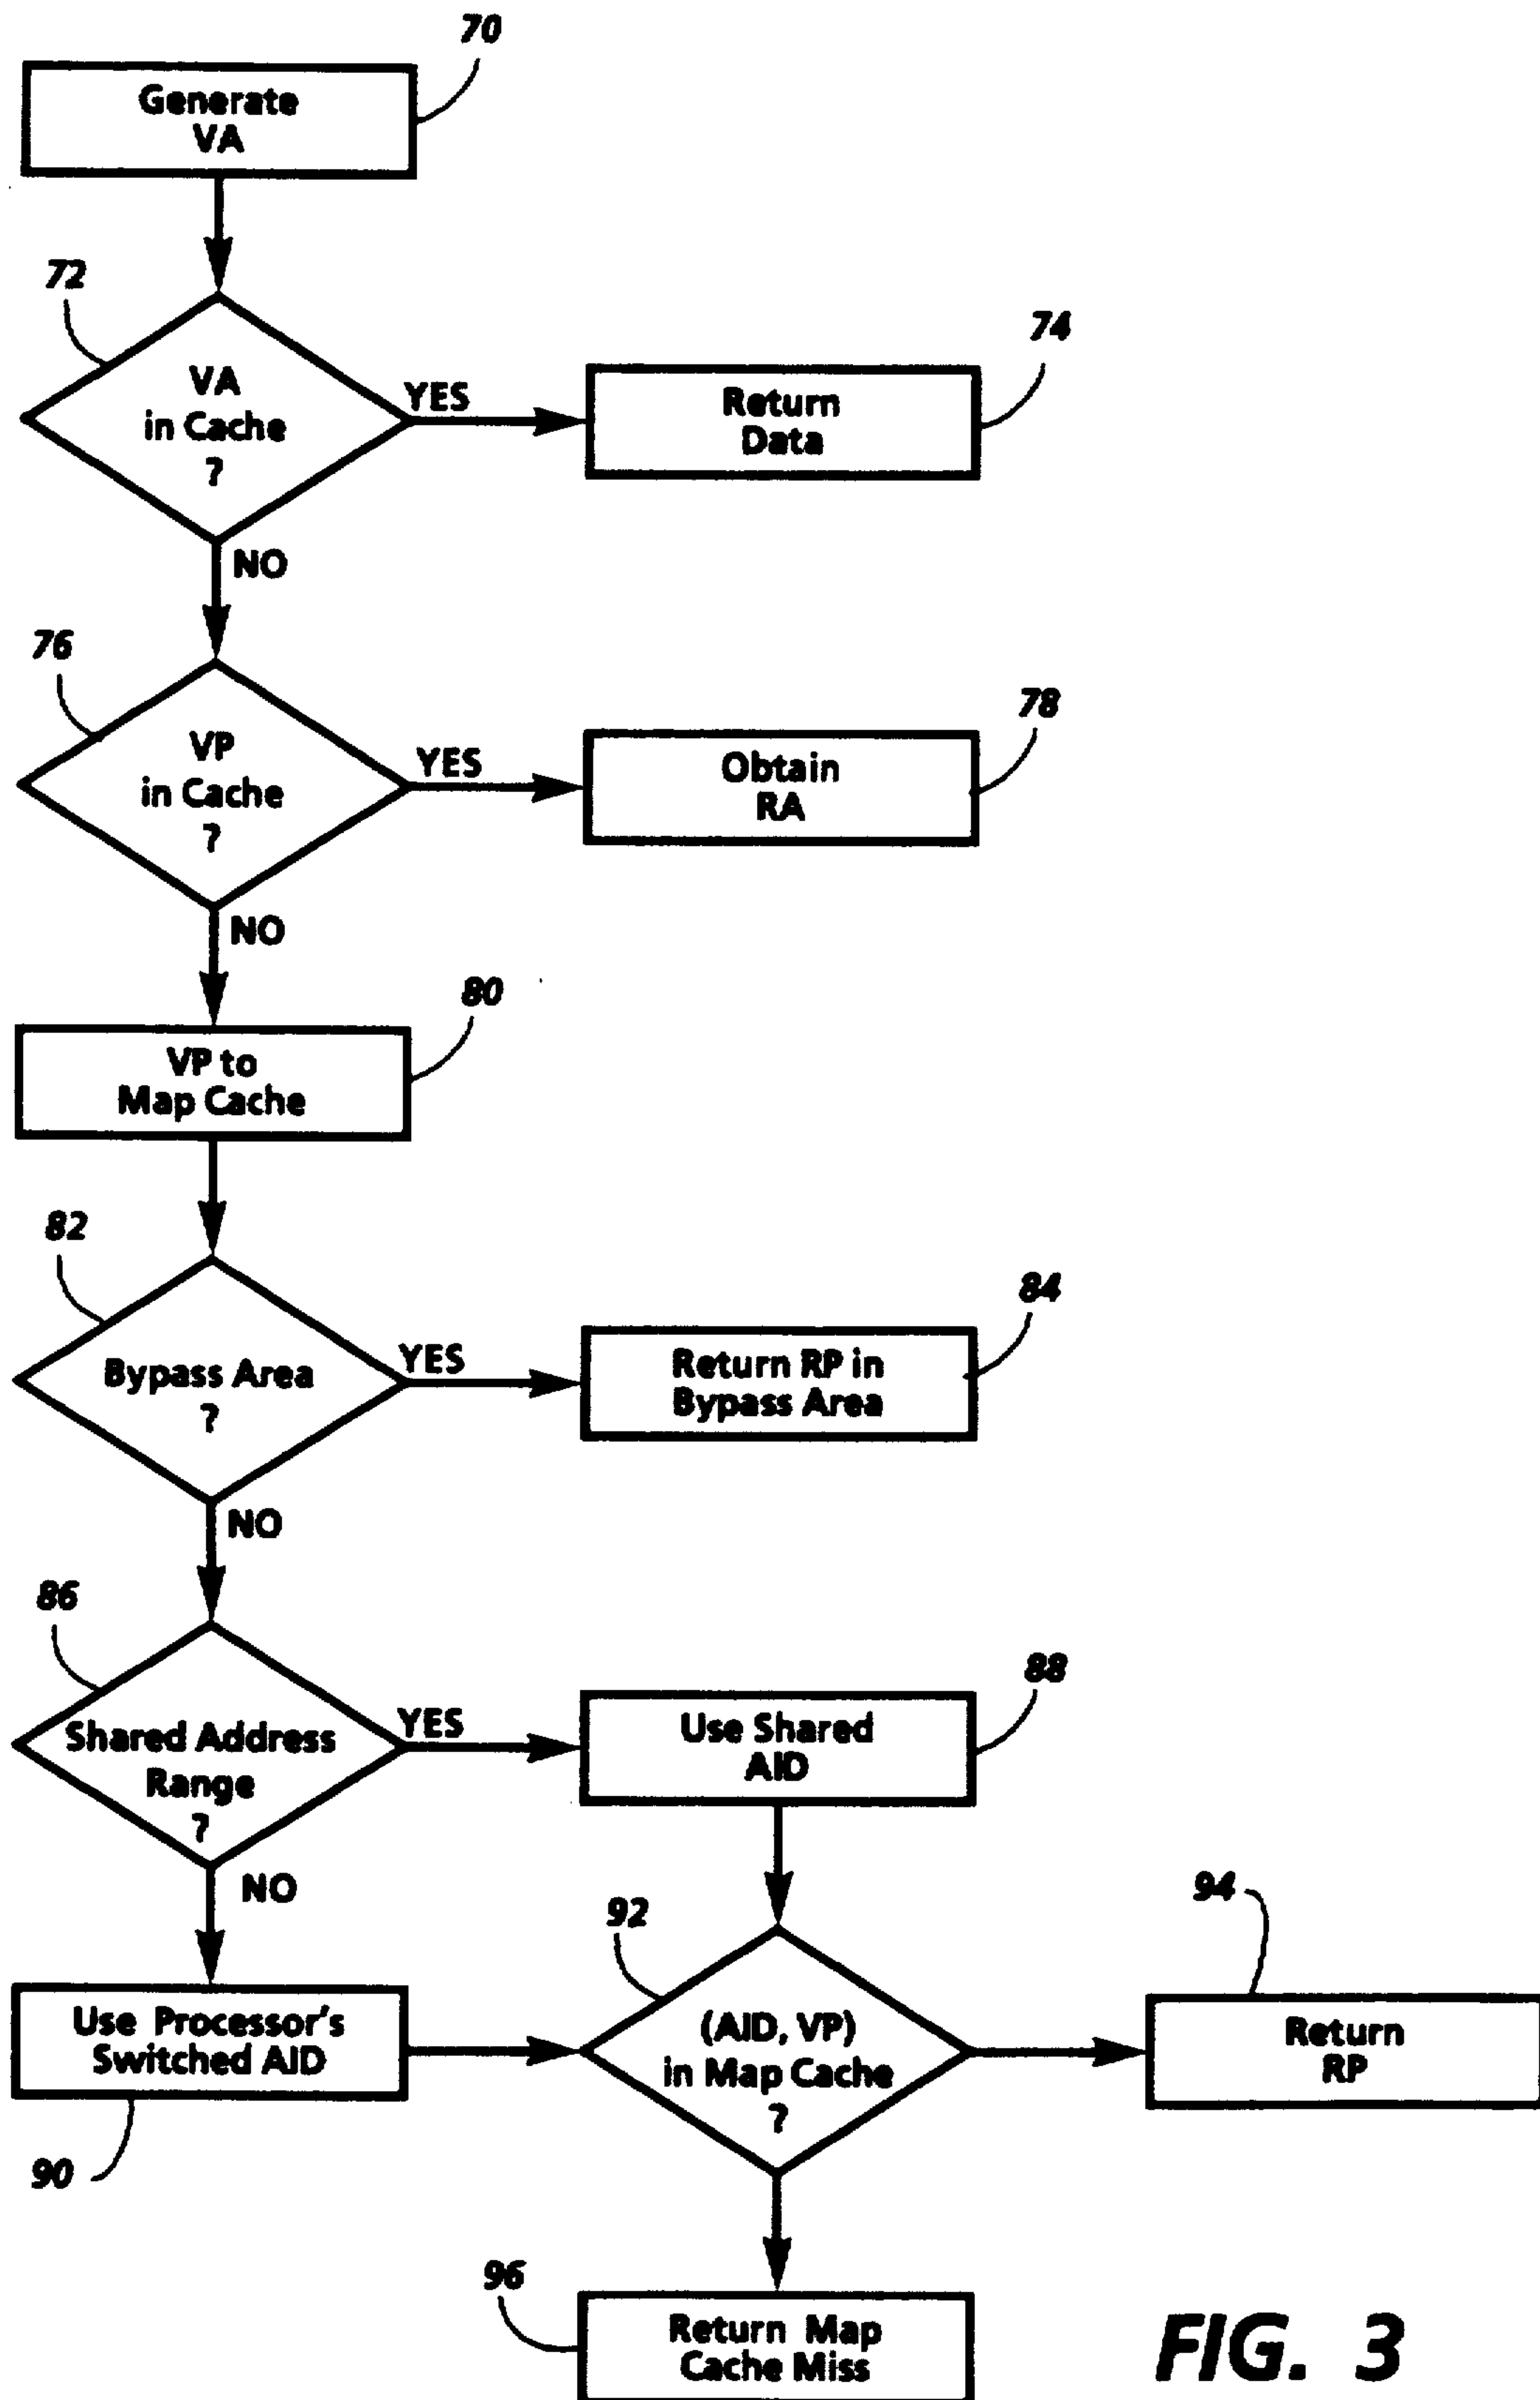 70
Generate
VA
72
VA
in Cache
?
YES
74
Return
Data
NO
76
VP
in Cache
?
YES
78
Obtain
RA
NO
80
VP to
Map Cache
82
Bypass Area
?
YES
84
Return RP in
Bypass Area
NO
86
Shared Address
Range
?
YES
88
Use Shared
AID
NO
90
Use Processor's
Switched AID
92
(AID, VP)
in Map Cache
?
94
Return
RP
96
Return Map
Cache Miss
FIG. 3